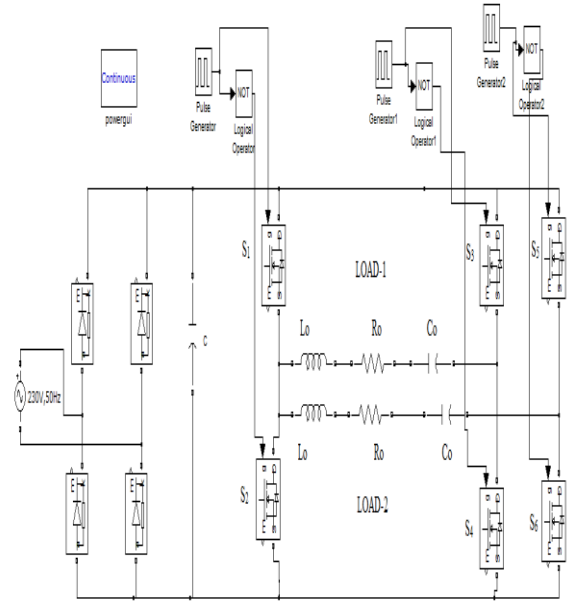 Continuous
powergui
Pulse
Generator
NOT
Logical
Operator
Pulse
Generator1
NOT
Logical
Operator1
Pulse
Generator2
NOT
Logical
Operator2
S1
S3
S5
LOAD-1
Lo
Ro
Co
C
230V,50Hz
Lo
Ro
Co
LOAD-2
S2
S4
S6